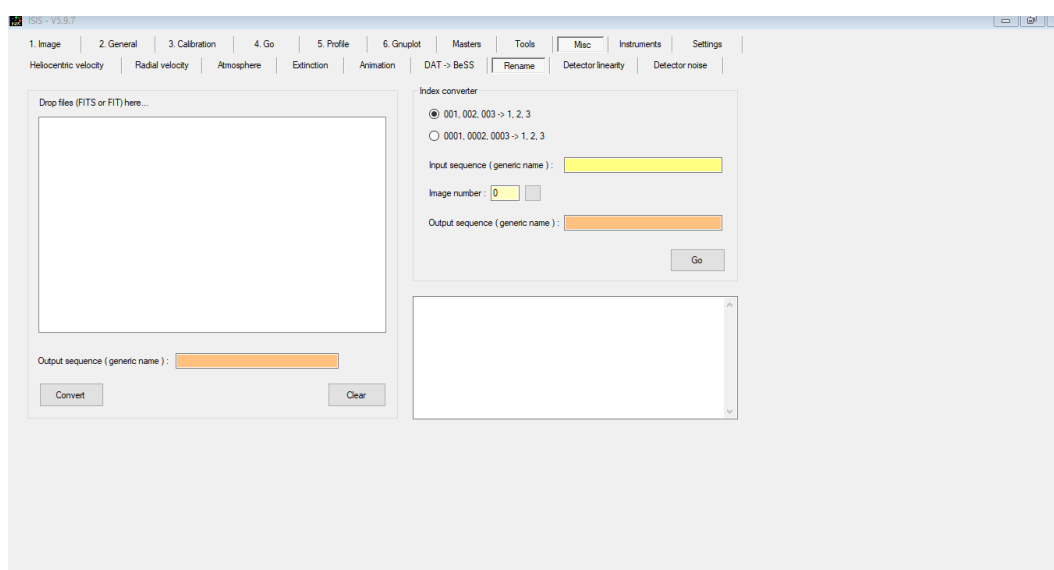 ISIS - V5.9.7
1. Image 2. General 3. Calibration 4. Go 5. Profile 6. Gnuplot Masters Tools Misc Instruments Settings
Heliocentric velocity Radial velocity Atmosphere Extinction Animation DAT -> BeSS Rename Detector linearity Detector noise
Drop files (FITS or FIT) here...
Output sequence ( generic name ) :
Convert Clear
Index converter
001, 002, 003 -> 1, 2, 3
0001, 0002, 0003 -> 1, 2, 3
Input sequence ( generic name ) :
Image number : 0
Output sequence ( generic name ) :
Go